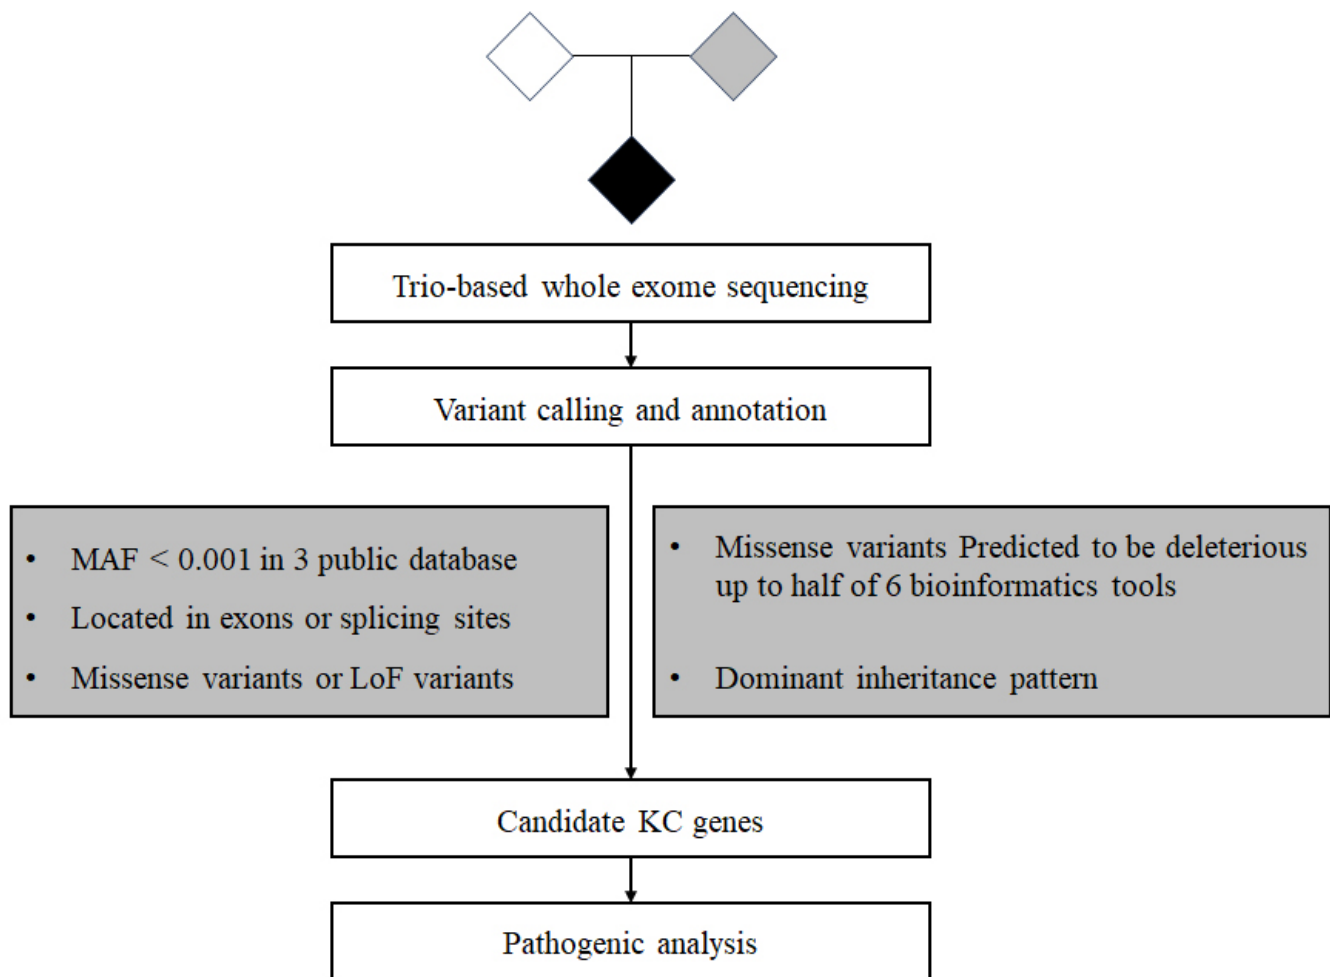 Trio-based whole exome sequencing
Variant calling and annotation
• MAF < 0.001 in 3 public database
• Located in exons or splicing sites
• Missense variants or LoF variants
• Missense variants Predicted to be deleterious
up to half of 6 bioinformatics tools
• Dominant inheritance pattern
Candidate KC genes
Pathogenic analysis